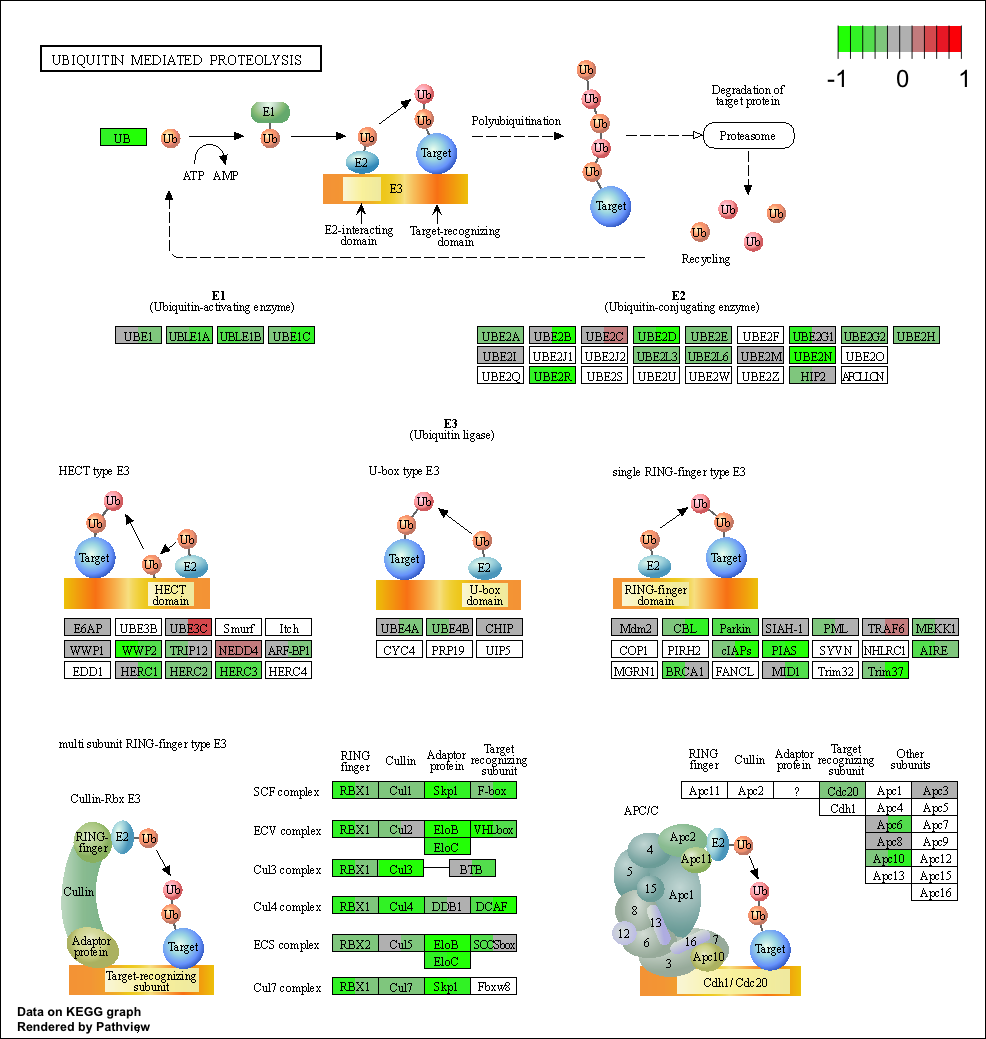 UBIQUITIN MEDIATED PROTEOLYSIS
-1 0 1
UB
Ub
ATP AMP
E1
Ub
Ub
E2
E3
Ub
Ub
Target
E2-interacting
domain
Target-recognizing
domain
Polyubiquitination
Ub
Ub
Ub
Ub
Ub
Target
Degradation of
target protein
Proteasome
Ub
Ub
Ub
Ub
Recycling
E1
(Ubiquitin-activating enzyme)
UBE1 UBLE1A UBLE1B UBE1C
E2
(Ubiquitin-conjugating enzyme)
UBE2A UBE2B UBE2C UBE2D UBE2E UBE2F UBE2G1 UBE2G2 UBE2H
UBE2I UBE2J1 UBE2J2 UBE2L3 UBE2L6 UBE2M UBE2N UBE2O
UBE2Q UBE2R UBE2S UBE2U UBE2W UBE2Z HIP2 AFCLLCN
E3
(Ubiquitin ligase)
HECT type E3
Ub
Ub
Target
Ub
Ub
E2
HECT
domain
E6AP UBE3B UBE3C Smurf Itch
WWP1 WWP2 TRIP12 NEDD4 ARF-BP1
EDD1 HERC1 HERC2 HERC3 HERC4
U-box type E3
Ub
Ub
Target
Ub
E2
U-box
domain
UBE4A UBE4B CHIP
CYC4 PRP19 UIP5
single RING-finger type E3
Ub
Ub
Ub
E2
Target
RING-finger
domain
Mdm2 CBL Parkin SIAH-1 PML TRAF6 MEKK1
COP1 PIRH2 cIAPs PIAS SYVN NHLRC1 AIRE
MGRN1 BRCA1 FANCL MID1 Trim32 Trim37
multi subunit RING-finger type E3
Cullin-Rbx E3
RING-
finger
E2
Ub
Cullin
Ub
Ub
Adaptor
protein
Target
Target-recognizing
subunit
RING
finger
Cullin
Adaptor
protein
Target
recognizing
subunit
SCF complex RBX1 Cul1 Skp1 F-box
ECV complex RBX1 Cul2 EloB VHLbox
EloC
Cul3 complex RBX1 Cul3 BTB
Cul4 complex RBX1 Cul4 DDB1 DCAF
ECS complex RBX2 Cul5 EloB SOCSbox
EloC
Cul7 complex RBX1 Cul7 Skp1 Fbxw8
RING
finger
Cullin
Adaptor
protein
Target
recognizing
subunit
Other
subunits
Apc11 Apc2 ? Cdc20 Apc1 Apc3
Cdh1 Apc4 Apc5
Apc6 Apc7
Apc8 Apc9
Apc10 Apc12
Apc13 Apc15
Apc16
APC/C
Apc2
E2
Ub
4
Apc11
5
15
Apc1
Ub
8
13
Ub
12
6
16
7
3
Apc10
Target
Cdh1/Cdc20
Data on KEGG graph
Rendered by Pathview